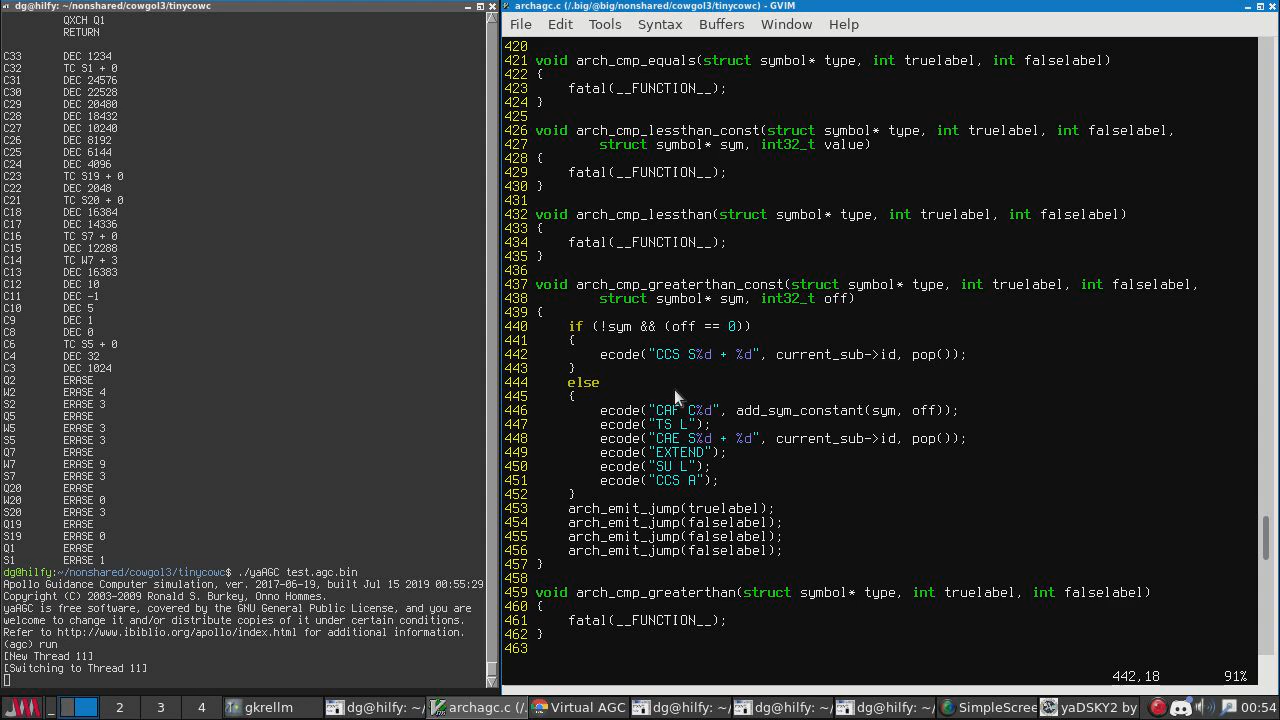 dg@hilfy: ~/nonshared/cowgol3/tinycowc
QXCH Q1
RETURN
C33 DEC 1234
C32 TC S1 + 0
C31 DEC 24576
C30 DEC 22528
C29 DEC 20480
C28 DEC 18432
C27 DEC 10240
C26 DEC 8192
C25 DEC 6144
C24 DEC 4096
C23 TC S19 + 0
C22 DEC 2048
C21 TC S20 + 0
C18 DEC 16384
C17 DEC 14336
C16 TC S7 + 0
C15 DEC 12288
C14 TC W7 + 3
C13 DEC 16383
C12 DEC 10
C11 DEC -1
C10 DEC 5
C9 DEC 1
C8 DEC 0
C6 TC S5 + 0
C4 DEC 32
C3 DEC 1024
Q2 ERASE
W2 ERASE 4
S2 ERASE 3
Q5 ERASE
W5 ERASE 3
S5 ERASE 3
Q7 ERASE
W7 ERASE 9
S7 ERASE 3
Q20 ERASE
W20 ERASE 0
S20 ERASE 3
Q19 ERASE
S19 ERASE 0
Q1 ERASE
S1 ERASE 1
dg@hilfy:~/nonshared/cowgol3/tinycowc$ ./yaAGC test.agc.bin
Apollo Guidance Computer simulation, ver. 2017-06-19, built Jul 15 2019 00:55:29
Copyright (C) 2003-2009 Ronald S. Burkey, Onno Hommes.
yaAGC is free software, covered by the GNU General Public License, and you are
welcome to change it and/or distribute copies of it under certain conditions.
Refer to http://www.ibiblio.org/apollo/index.html for additional information.
(agc) run
[New Thread 11]
[Switching to Thread 11]
archagc.c (/.big/@big/nonshared/cowgol3/tinycowc) - GVIM
File Edit Tools Syntax Buffers Window Help
420
421 void arch_cmp_equals(struct symbol* type, int truelabel, int falselabel)
422 {
423     fatal(__FUNCTION__);
424 }
425
426 void arch_cmp_lessthan_const(struct symbol* type, int truelabel, int falselabel,
427         struct symbol* sym, int32_t value)
428 {
429     fatal(__FUNCTION__);
430 }
431
432 void arch_cmp_lessthan(struct symbol* type, int truelabel, int falselabel)
433 {
434     fatal(__FUNCTION__);
435 }
436
437 void arch_cmp_greaterthan_const(struct symbol* type, int truelabel, int falselabel,
438         struct symbol* sym, int32_t off)
439 {
440     if (!sym && (off == 0))
441     {
442         ecode("CCS S%d + %d", current_sub->id, pop());
443     }
444     else
445     {
446         ecode("CAF C%d", add_sym_constant(sym, off));
447         ecode("TS L");
448         ecode("CAE S%d + %d", current_sub->id, pop());
449         ecode("EXTEND");
450         ecode("SU L");
451         ecode("CCS A");
452     }
453     arch_emit_jump(truelabel);
454     arch_emit_jump(falselabel);
455     arch_emit_jump(falselabel);
456     arch_emit_jump(falselabel);
457 }
458
459 void arch_cmp_greaterthan(struct symbol* type, int truelabel, int falselabel)
460 {
461     fatal(__FUNCTION__);
462 }
463
442,18 91%
2 3 4 gkrellm dg@hilfy: ~/ archagc.c (/. Virtual AGC dg@hilfy: ~/ dg@hilfy: ~/ dg@hilfy: ~/ SimpleScree yaDSKY2 by 00:54